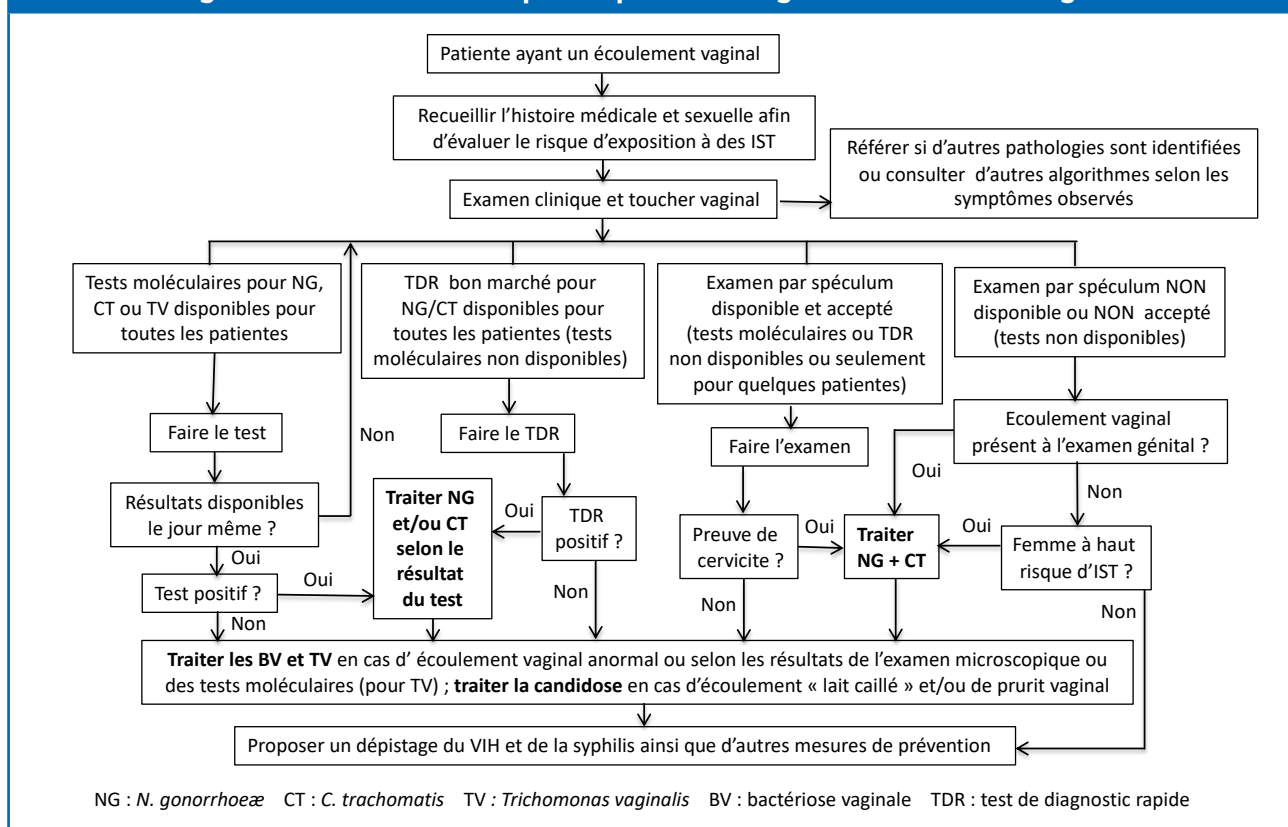 Patiente ayant un écoulement vaginal
Recueillir l'histoire médicale et sexuelle afin
d'évaluer le risque d'exposition à des IST
Référer si d'autres pathologies sont identifiées
ou consulter d'autres algorithmes selon les
symptômes observés
Examen clinique et toucher vaginal
Tests moléculaires pour NG,
CT ou TV disponibles pour
toutes les patientes
TDR bon marché pour
NG/CT disponibles pour
toutes les patientes (tests
moléculaires non disponibles)
Examen par spéculum
disponible et accepté
(tests moléculaires ou TDR
non disponibles ou seulement
pour quelques patientes)
Examen par spéculum NON
disponible ou NON accepté
(tests non disponibles)
Faire le test
Non
Faire le TDR
Faire l'examen
Ecoulement vaginal
présent à l'examen génital ?
Oui
Non
Résultats disponibles
le jour même ?
Oui
Traiter NG
et/ou CT
selon le
résultat
du test
Oui
TDR
positif ?
Non
Preuve de
cervicite ?
Oui
Non
Traiter
NG + CT
Oui
Femme à haut
risque d'IST ?
Non
Test positif ?
Oui
Non
Traiter les BV et TV en cas d' écoulement vaginal anormal ou selon les résultats de l'examen microscopique ou
des tests moléculaires (pour TV) ; traiter la candidose en cas d'écoulement « lait caillé » et/ou de prurit vaginal
Proposer un dépistage du VIH et de la syphilis ainsi que d'autres mesures de prévention
NG : N. gonorrhoeæ CT : C. trachomatis TV : Trichomonas vaginalis BV : bactériose vaginale TDR : test de diagnostic rapide